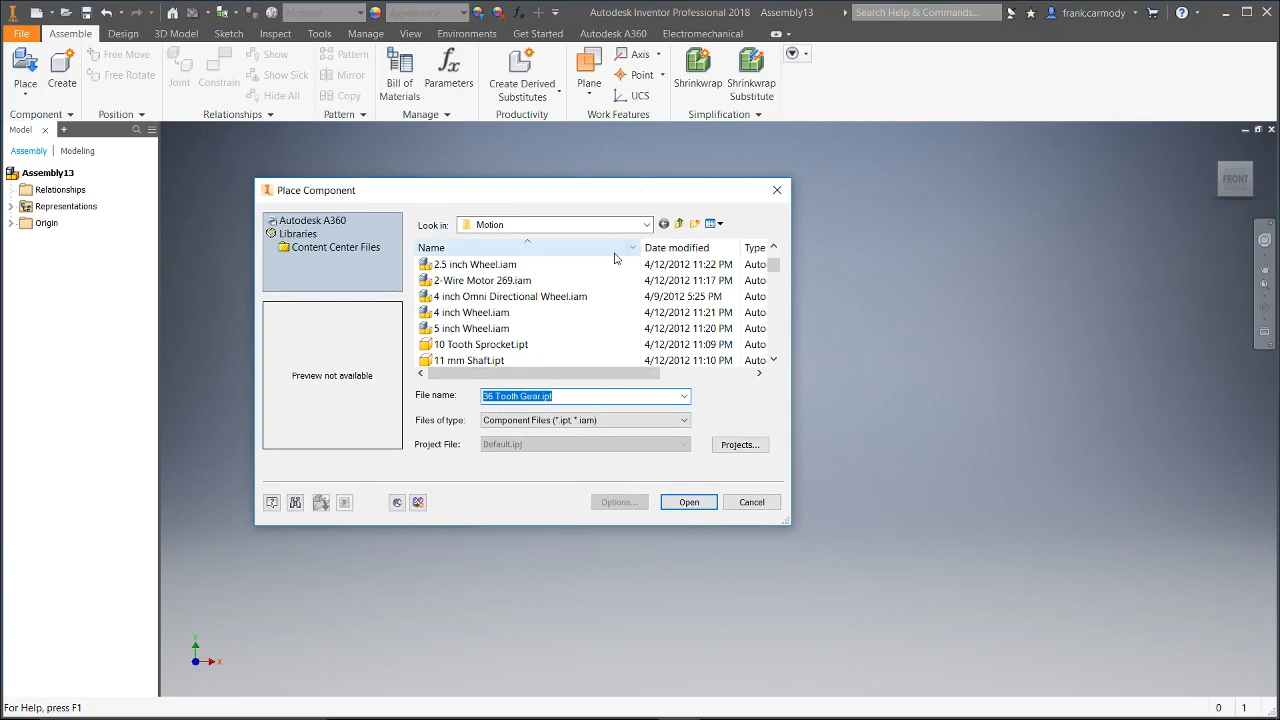 Material
Appearance
Autodesk Inventor Professional 2018 Assembly13
Search Help & Commands...
frank.carmody
File Assemble Design 3D Model Sketch Inspect Tools Manage View Environments Get Started Autodesk A360 Electromechanical
Place
Create
Component
Free Move
Free Rotate
Position
Joint
Constrain
Show
Show Sick
Hide All
Relationships
Pattern
Mirror
Copy
Pattern
Bill of
Materials
Parameters
Manage
Create Derived
Substitutes
Productivity
Plane
Axis
Point
UCS
Work Features
Shrinkwrap
Shrinkwrap
Substitute
Simplification
Model
Assembly Modeling
Assembly13
Relationships
Representations
Origin
FRONT
Place Component
Autodesk A360
Libraries
Content Center Files
Preview not available
Look in: Motion
Name Date modified Type
2.5 inch Wheel.iam 4/12/2012 11:22 PM Auto
2-Wire Motor 269.iam 4/12/2012 11:17 PM Auto
4 inch Omni Directional Wheel.iam 4/9/2012 5:25 PM Auto
4 inch Wheel.iam 4/12/2012 11:21 PM Auto
5 inch Wheel.iam 4/12/2012 11:20 PM Auto
10 Tooth Sprocket.ipt 4/12/2012 11:09 PM Auto
11 mm Shaft.ipt 4/12/2012 11:10 PM Auto
File name: 36 Tooth Gear.ipt
Files of type: Component Files (*.ipt; *.iam)
Project File: Default.ipj Projects...
Options... Open Cancel
Y
X
For Help, press F1 0 1